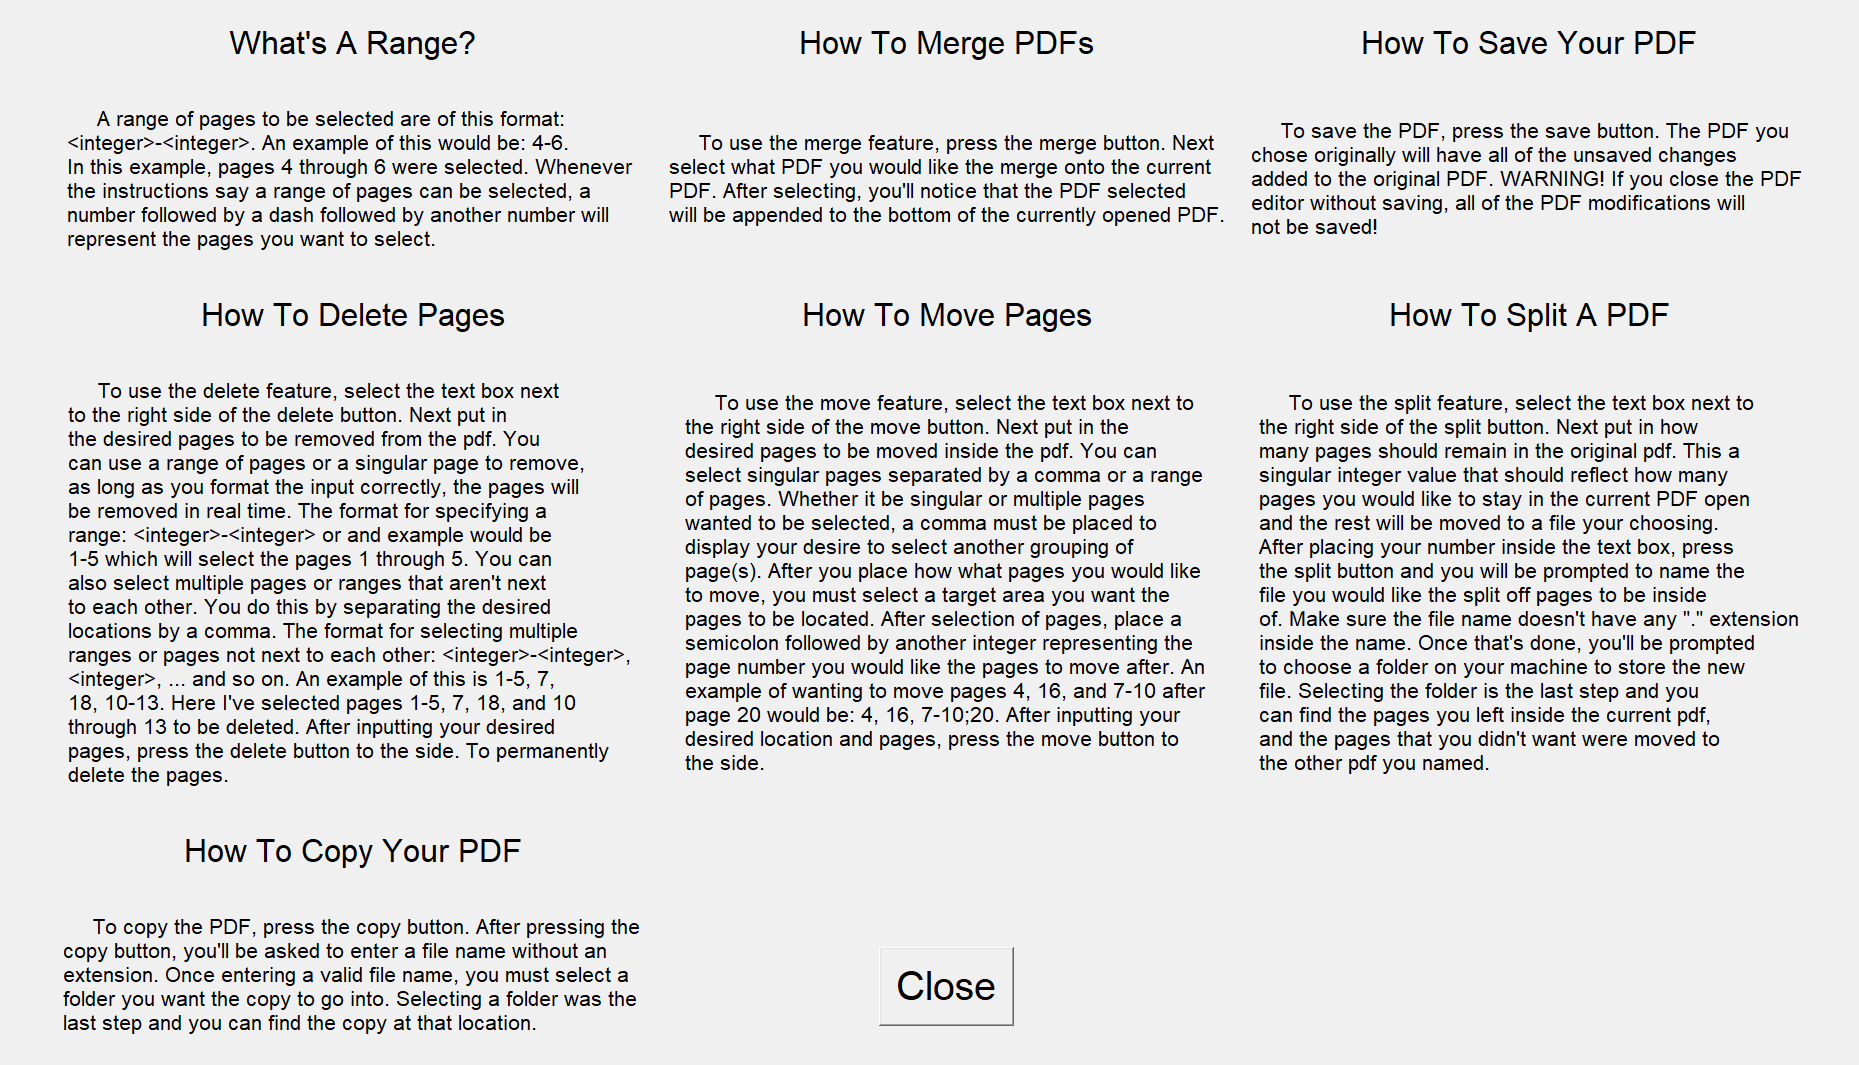 What's A Range?
A range of pages to be selected are of this format:
<integer>-<integer>. An example of this would be: 4-6.
In this example, pages 4 through 6 were selected. Whenever
the instructions say a range of pages can be selected, a
number followed by a dash followed by another number will
represent the pages you want to select.
How To Merge PDFs
To use the merge feature, press the merge button. Next
select what PDF you would like the merge onto the current
PDF. After selecting, you'll notice that the PDF selected
will be appended to the bottom of the currently opened PDF.
How To Save Your PDF
To save the PDF, press the save button. The PDF you
chose originally will have all of the unsaved changes
added to the original PDF. WARNING! If you close the PDF
editor without saving, all of the PDF modifications will
not be saved!
How To Delete Pages
To use the delete feature, select the text box next
to the right side of the delete button. Next put in
the desired pages to be removed from the pdf. You
can use a range of pages or a singular page to remove,
as long as you format the input correctly, the pages will
be removed in real time. The format for specifying a
range: <integer>-<integer> or and example would be
1-5 which will select the pages 1 through 5. You can
also select multiple pages or ranges that aren't next
to each other. You do this by separating the desired
locations by a comma. The format for selecting multiple
ranges or pages not next to each other: <integer>-<integer>,
<integer>, ... and so on. An example of this is 1-5, 7,
18, 10-13. Here I've selected pages 1-5, 7, 18, and 10
through 13 to be deleted. After inputting your desired
pages, press the delete button to the side. To permanently
delete the pages.
How To Move Pages
To use the move feature, select the text box next to
the right side of the move button. Next put in the
desired pages to be moved inside the pdf. You can
select singular pages separated by a comma or a range
of pages. Whether it be singular or multiple pages
wanted to be selected, a comma must be placed to
display your desire to select another grouping of
page(s). After you place how what pages you would like
to move, you must select a target area you want the
pages to be located. After selection of pages, place a
semicolon followed by another integer representing the
page number you would like the pages to move after. An
example of wanting to move pages 4, 16, and 7-10 after
page 20 would be: 4, 16, 7-10;20. After inputting your
desired location and pages, press the move button to
the side.
How To Split A PDF
To use the split feature, select the text box next to
the right side of the split button. Next put in how
many pages should remain in the original pdf. This a
singular integer value that should reflect how many
pages you would like to stay in the current PDF open
and the rest will be moved to a file your choosing.
After placing your number inside the text box, press
the split button and you will be prompted to name the
file you would like the split off pages to be inside
of. Make sure the file name doesn't have any "." extension
inside the name. Once that's done, you'll be prompted
to choose a folder on your machine to store the new
file. Selecting the folder is the last step and you
can find the pages you left inside the current pdf,
and the pages that you didn't want were moved to
the other pdf you named.
How To Copy Your PDF
To copy the PDF, press the copy button. After pressing the
copy button, you'll be asked to enter a file name without an
extension. Once entering a valid file name, you must select a
folder you want the copy to go into. Selecting a folder was the
last step and you can find the copy at that location.
Close